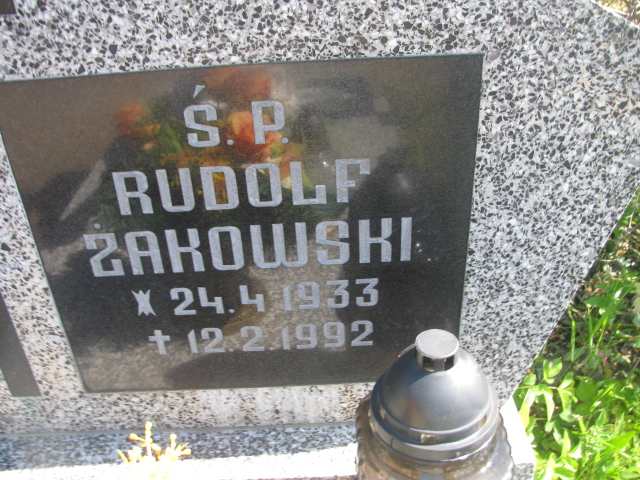 Ś. P.
RUDOLF
ŻAKOWSKI
* 24.4 1933
† 12.2.1992